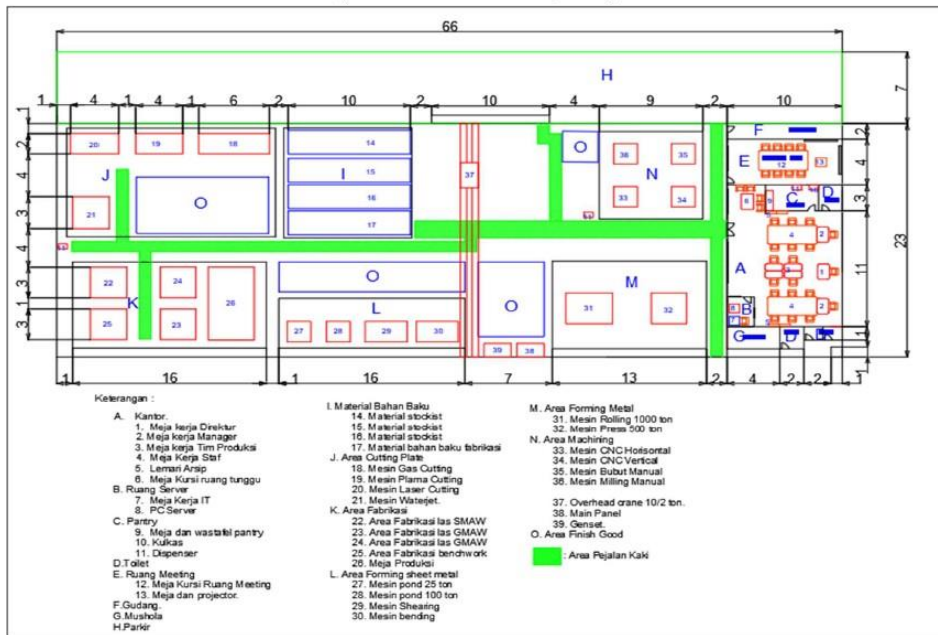 66
H
7
1 4 1 4 1 6 2 10 2 10 4 9 2 10
1
2
4
3
4
3
1
3
20 19 18
J
O
21
14
I 15
16
17
37
O
36 35
N
33 34
F
E
12 13
6 C D
4 2
A 3 1
4 2
8 B
7
G D D
2
4
3
11
1
1
23
22 24
K 26
25 23
O
L
27 28 29 30
O
39 38
M
31 32
1 16 1 16 7 13 2 4 2 2 1
Keterangan :
A. Kantor.
1. Meja kerja Direktur
2. Meja kerja Manager
3. Meja kerja Tim Produksi
4. Meja Kerja Staf
5. Lemari Arsip
6. Meja Kursi ruang tunggu
B. Ruang Server
7. Meja Kerja IT
8. PC Server
C. Pantry
9. Meja dan wastafel pantry
10. Kulkas
11. Dispenser
D.Toilet
E. Ruang Meeting
12. Meja Kursi Ruang Meeting
13. Meja dan projector.
F.Gudang.
G.Mushola
H.Parkir
I. Material Bahan Baku
14. Material stockist
15. Material stockist
16. Material stockist
17. Material bahan baku fabrikasi
J. Area Cutting Plate
18. Mesin Gas Cutting
19. Mesin Plama Cutting
20. Mesin Laser Cutting
21. Mesin Waterjet.
K. Area Fabrikasi
22. Area Fabrikasi las SMAW
23. Area Fabrikasi las GMAW
24. Area Fabrikasi las GMAW
25. Area Fabrikasi benchwork
26. Meja Produksi
L. Area Forming sheet metal
27. Mesin pond 25 ton
28. Mesin pond 100 ton
29. Mesin Shearing
30. Mesin bending
M. Area Forming Metal
31. Mesin Rolling 1000 ton
32. Mesin Press 500 ton
N. Area Machining
33. Mesin CNC Horisontal
34. Mesin CNC Vertical
35. Mesin Bubut Manual
36. Mesin Milling Manual
37. Overhead crane 10/2 ton.
38. Main Panel
39. Genset.
O. Area Finish Good
: Area Pejalan Kaki